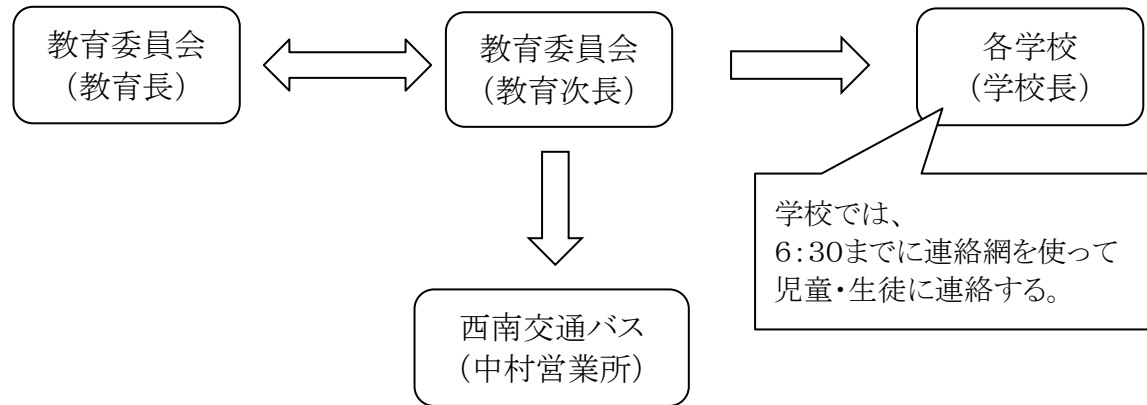 教育委員会
（教育長）
教育委員会
（教育次長）
各学校
（学校長）
学校では、
6：30までに連絡網を使って
児童・生徒に連絡する。
西南交通バス
（中村営業所）